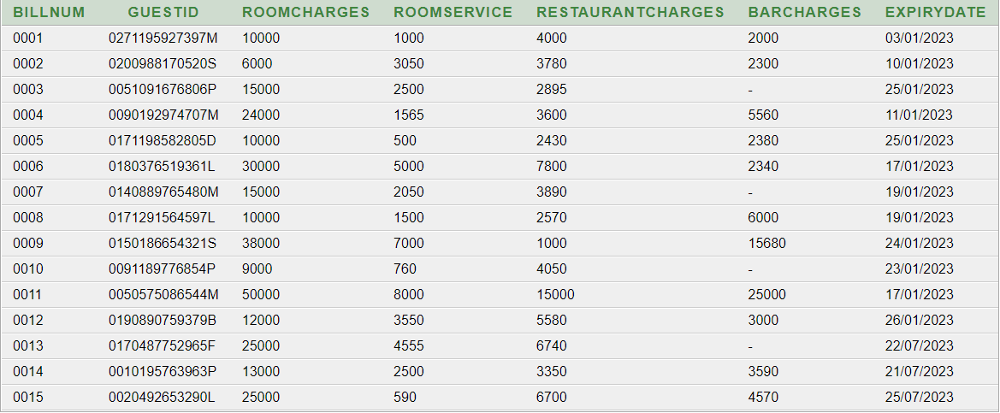 BILLNUM GUESTID ROOMCHARGES ROOMSERVICE RESTAURANTCHARGES BARCHARGES EXPIRYDATE
0001 0271195927397M 10000 1000 4000 2000 03/01/2023
0002 0200988170520S 6000 3050 3780 2300 10/01/2023
0003 0051091676806P 15000 2500 2895 - 25/01/2023
0004 0090192974707M 24000 1565 3600 5560 11/01/2023
0005 0171198582805D 10000 500 2430 2380 25/01/2023
0006 0180376519361L 30000 5000 7800 2340 17/01/2023
0007 0140889765480M 15000 2050 3890 - 19/01/2023
0008 0171291564597L 10000 1500 2570 6000 19/01/2023
0009 0150186654321S 38000 7000 1000 15680 24/01/2023
0010 0091189776854P 9000 760 4050 - 23/01/2023
0011 0050575086544M 50000 8000 15000 25000 17/01/2023
0012 0190890759379B 12000 3550 5580 3000 26/01/2023
0013 0170487752965F 25000 4555 6740 - 22/07/2023
0014 0010195763963P 13000 2500 3350 3590 21/07/2023
0015 0020492653290L 25000 590 6700 4570 25/07/2023